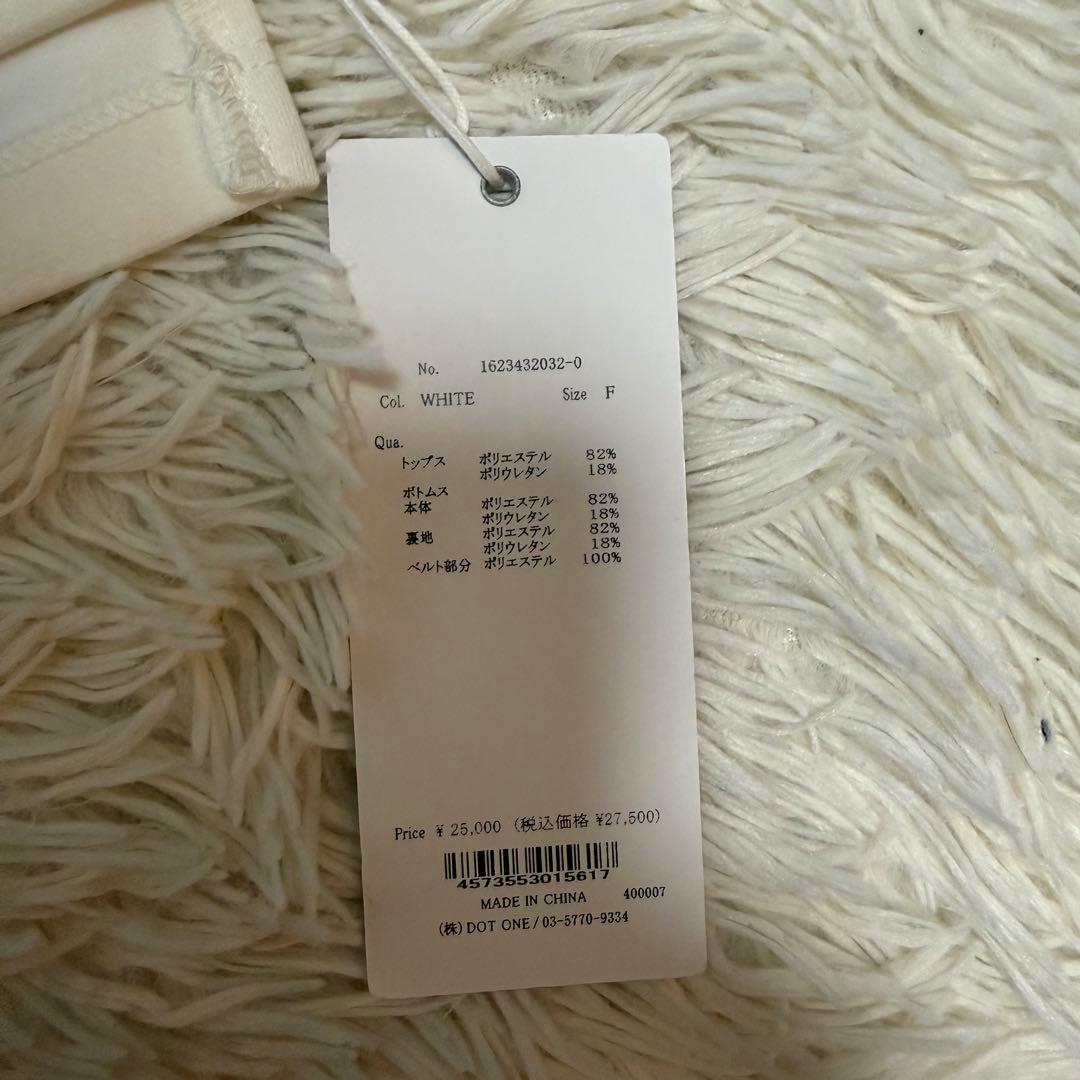 No. 1623432032-0
Col. WHITE Size F
Qua.
トップス ポリエステル 82%
ポリウレタン 18%
ボトムス
本体 ポリエステル 82%
ポリウレタン 18%
裏地 ポリエステル 82%
ポリウレタン 18%
ベルト部分 ポリエステル 100%
Price ¥ 25,000 (税込価格 ¥27,500)
4573553015617
MADE IN CHINA 400007
(株)DOT ONE/03-5770-9334